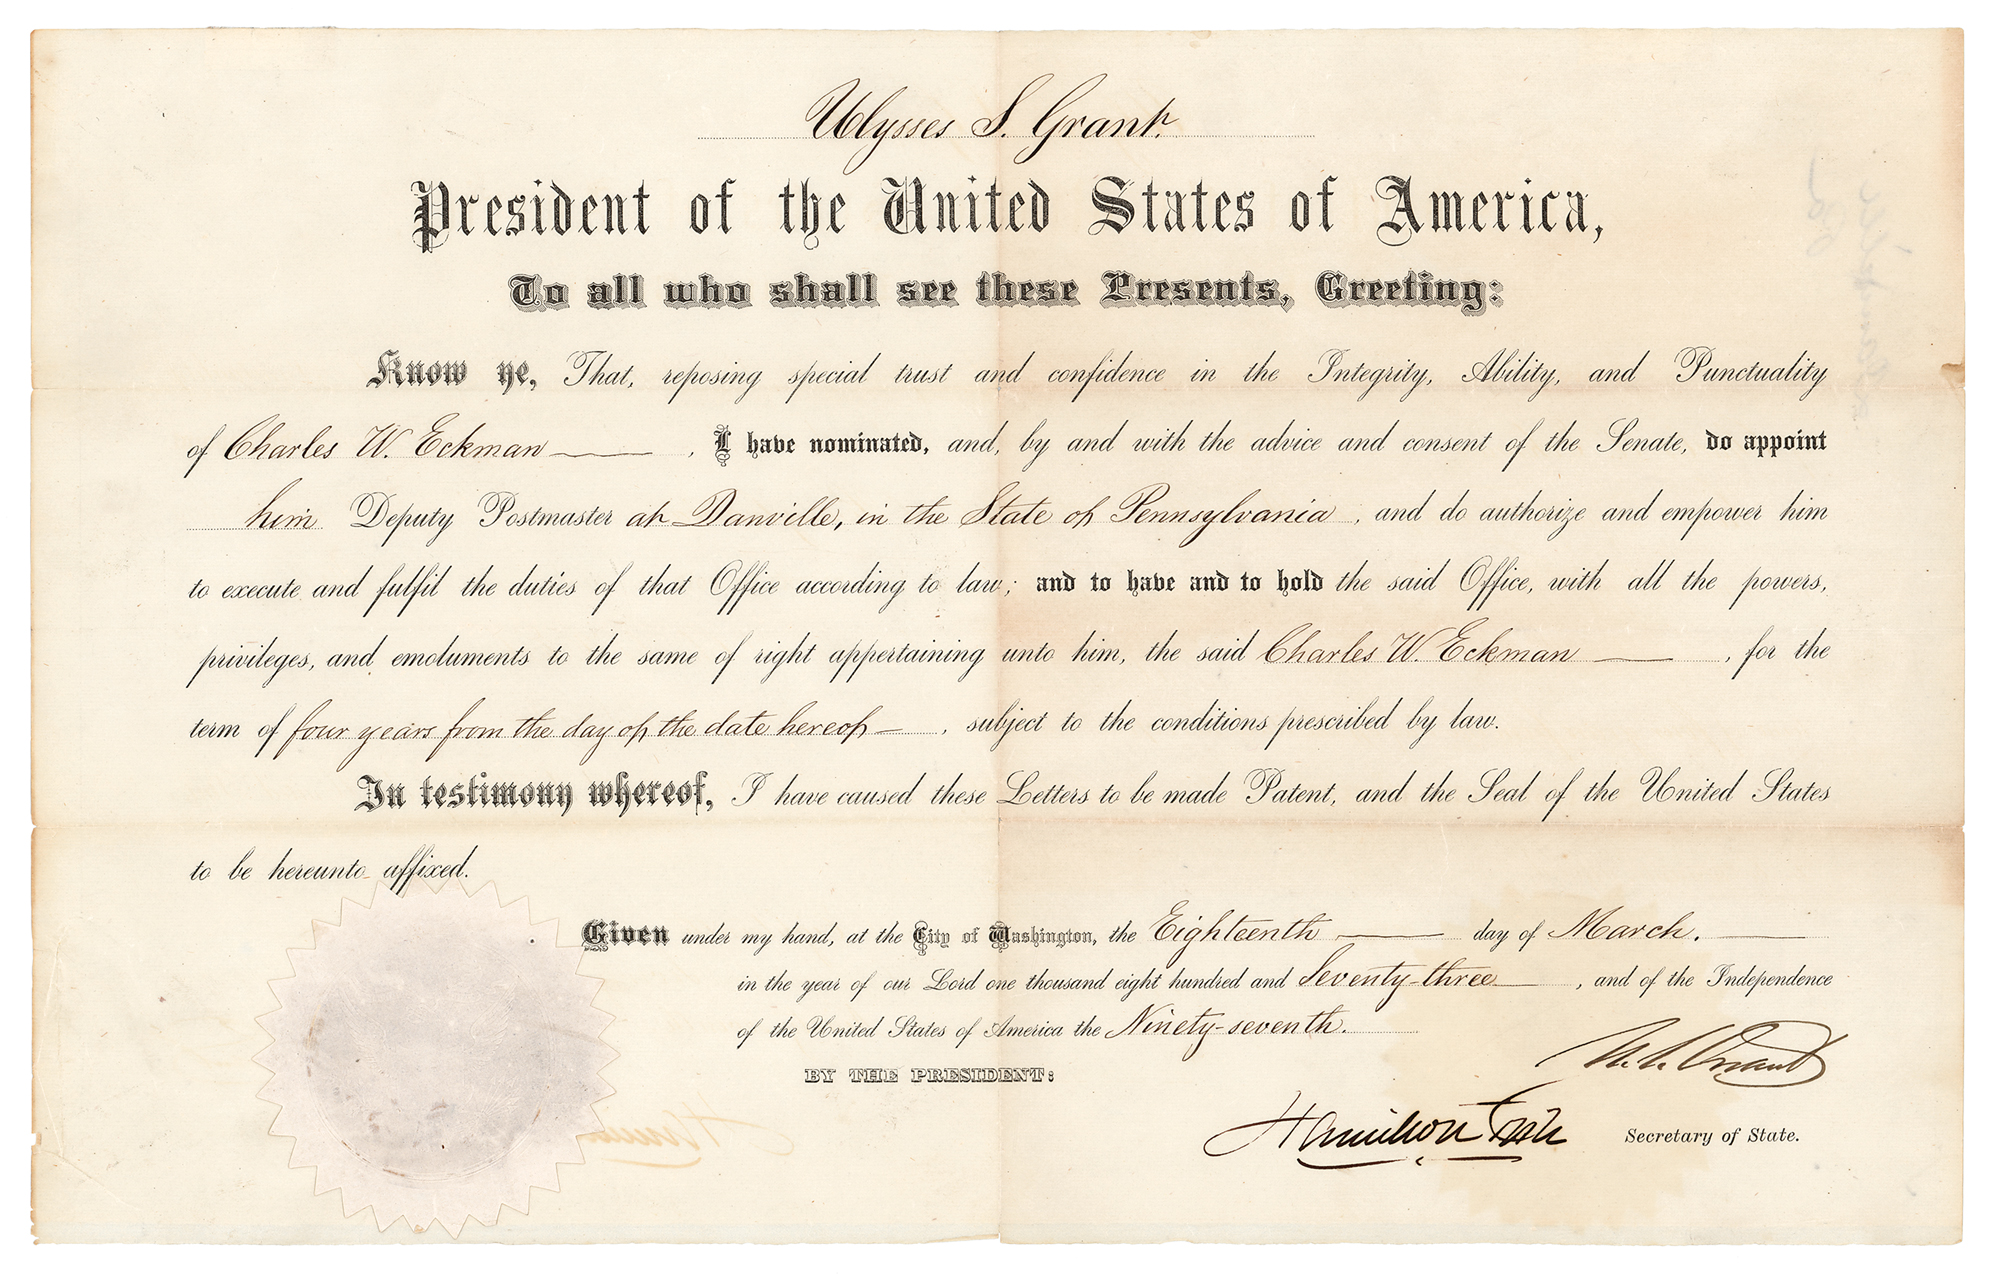 Ulysses S. Grant.
President of the United States of America,
To all who shall see these Presents, Greeting:
Know ye, That, reposing special trust and confidence in the Integrity, Ability, and Punctuality
of Charles W. Eckman , I have nominated, and, by and with the advice and consent of the Senate, do appoint
him Deputy Postmaster at Danville, in the State of Pennsylvania , and do authorize and empower him
to execute and fulfil the duties of that Office according to law; and to have and to hold the said Office, with all the powers,
privileges, and emoluments to the same of right appertaining unto him, the said Charles W. Eckman , for the
term of four years from the day of the date hereof , subject to the conditions prescribed by law.
In testimony whereof, I have caused these Letters to be made Patent, and the Seal of the United States
to be hereunto affixed.
Given under my hand, at the City of Washington, the Eighteenth day of March.
in the year of our Lord one thousand eight hundred and Seventy-three , and of the Independence
of the United States of America the Ninety-seventh.
U. S. Grant
BY THE PRESIDENT:
Hamilton Fish Secretary of State.